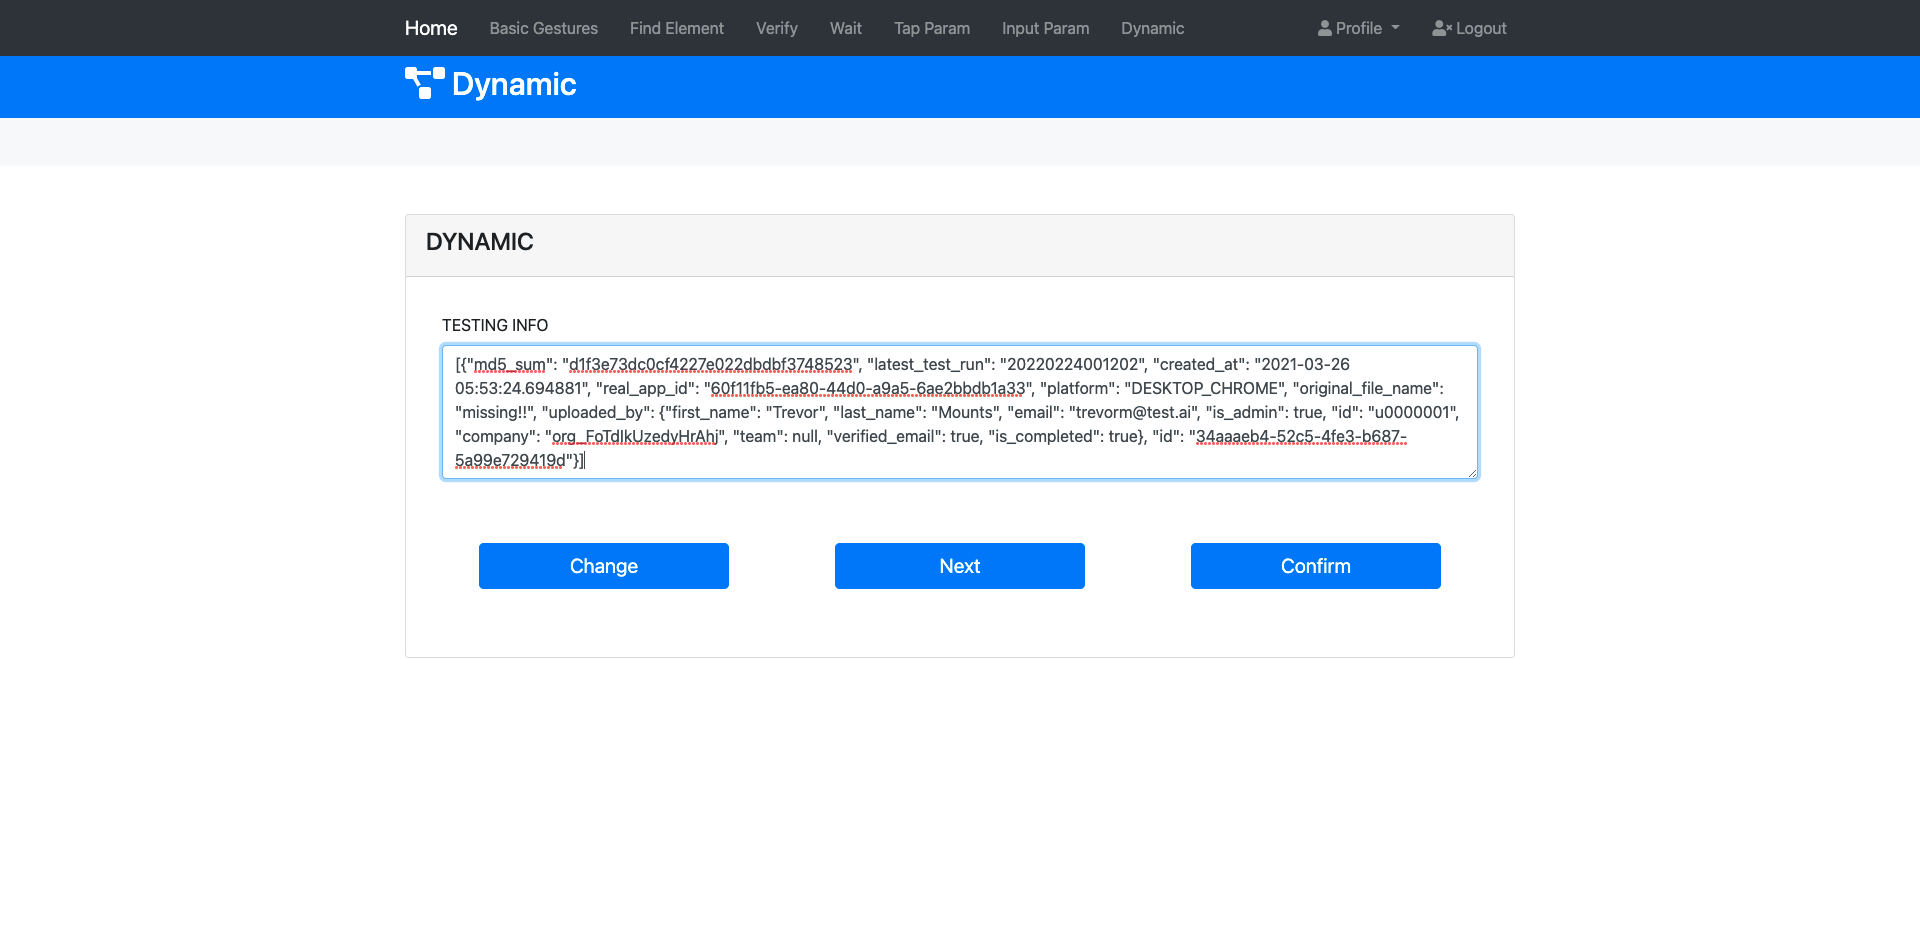 Home Basic Gestures Find Element Verify Wait Tap Param Input Param Dynamic Profile Logout
Dynamic
DYNAMIC
TESTING INFO
[{"md5_sum": "d1f3e73dc0cf4227e022dbdbf3748523", "latest_test_run": "20220224001202", "created_at": "2021-03-26
05:53:24.694881", "real_app_id": "60f11fb5-ea80-44d0-a9a5-6ae2bbdb1a33", "platform": "DESKTOP_CHROME", "original_file_name":
"missing!!", "uploaded_by": {"first_name": "Trevor", "last_name": "Mounts", "email": "trevorm@test.ai", "is_admin": true, "id": "u0000001",
"company": "org_FoTdIkUzedyHrAhj", "team": null, "verified_email": true, "is_completed": true}, "id": "34aaaeb4-52c5-4fe3-b687-
5a99e729419d"}]
Change Next Confirm